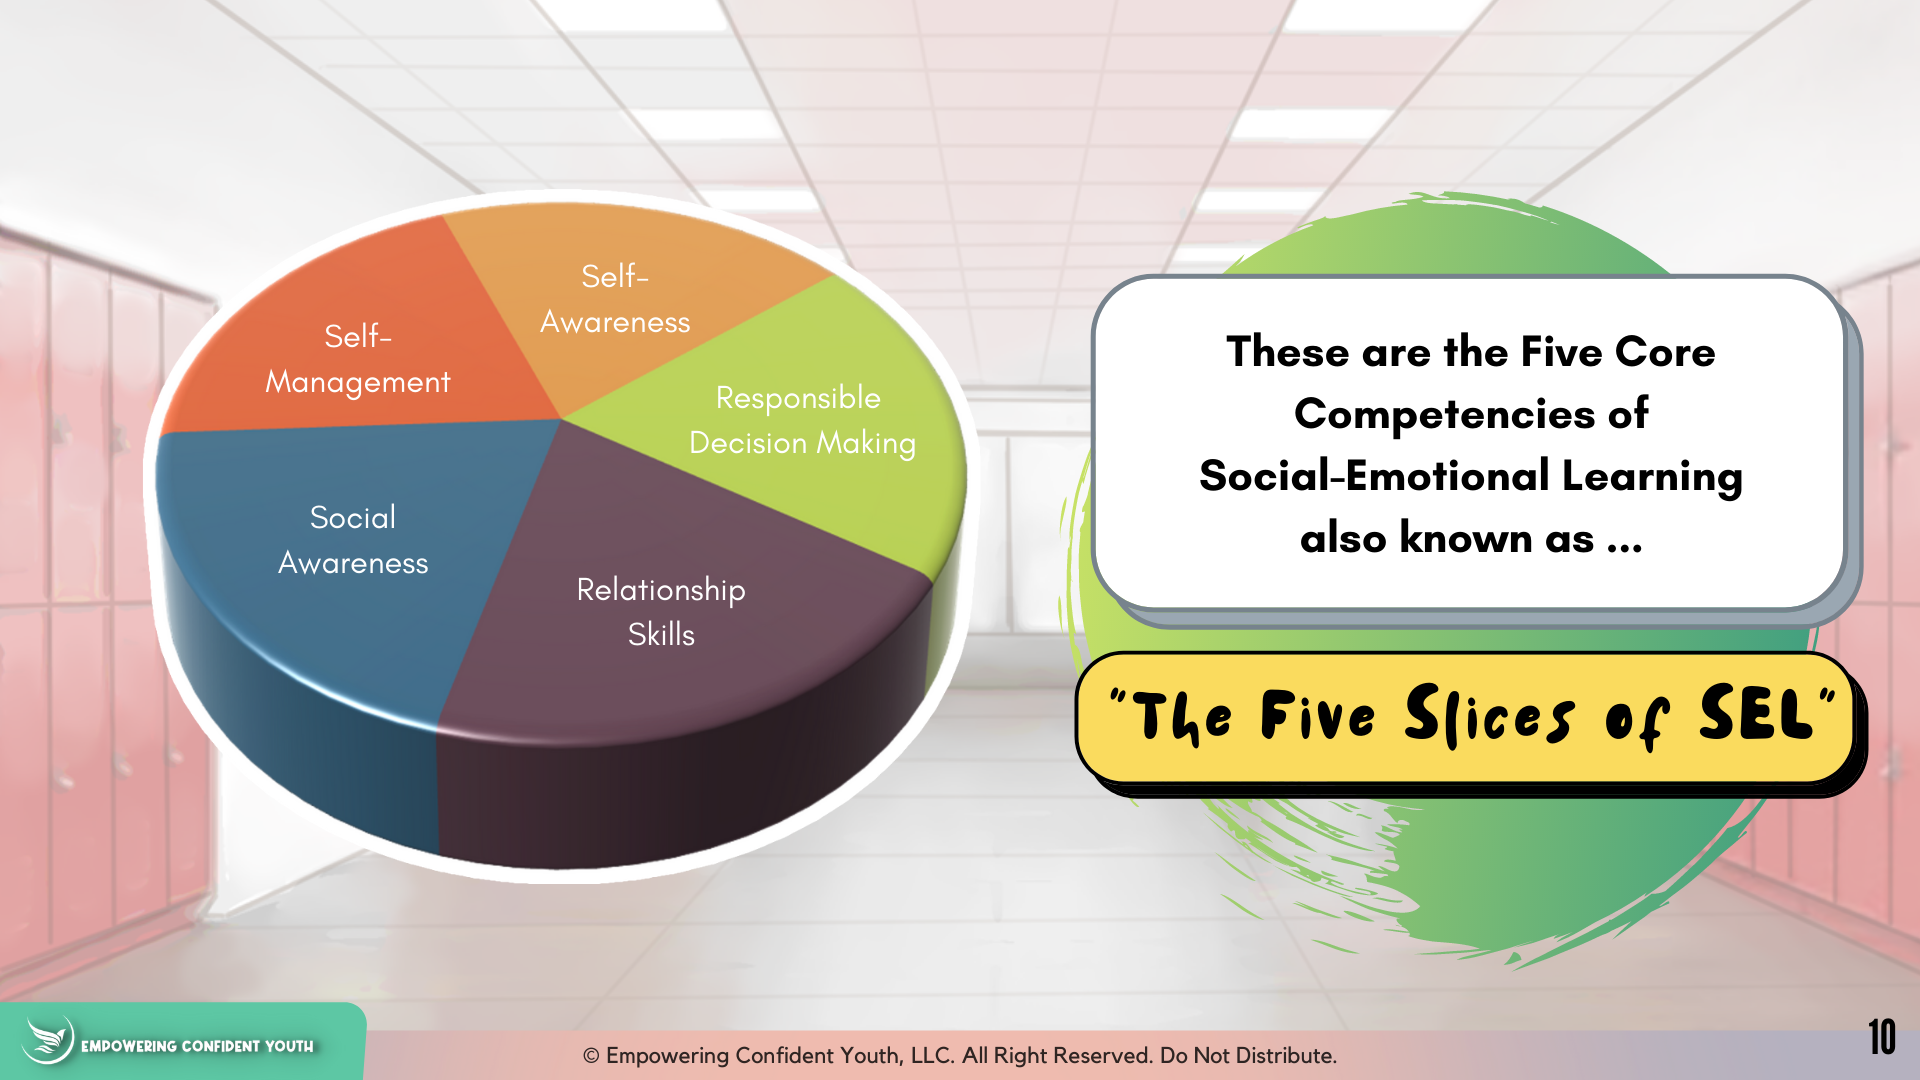 Self-
Awareness
Self-
Management
Responsible
Decision Making
Social
Awareness
Relationship
Skills
These are the Five Core
Competencies of
Social-Emotional Learning
also known as ...
"The Five Slices of SEL"
EMPOWERING CONFIDENT YOUTH
© Empowering Confident Youth, LLC. All Right Reserved. Do Not Distribute.
10